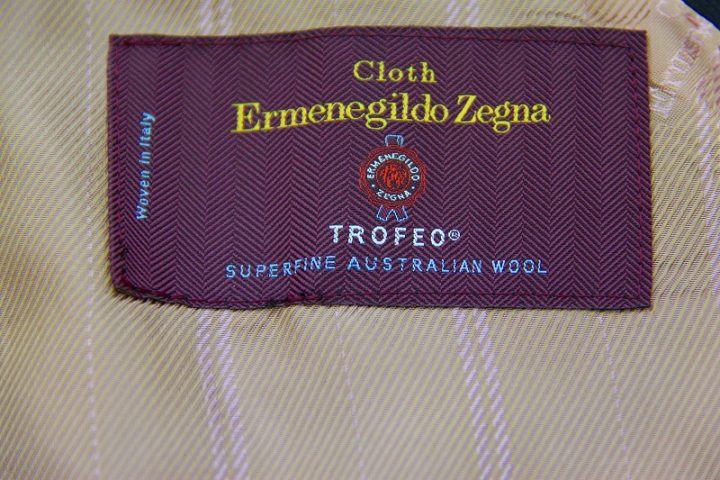 Cloth
Ermenegildo Zegna
ERMENEGILDO
ZEGNA
TROFEO®
SUPERFINE AUSTRALIAN WOOL
Woven in Italy